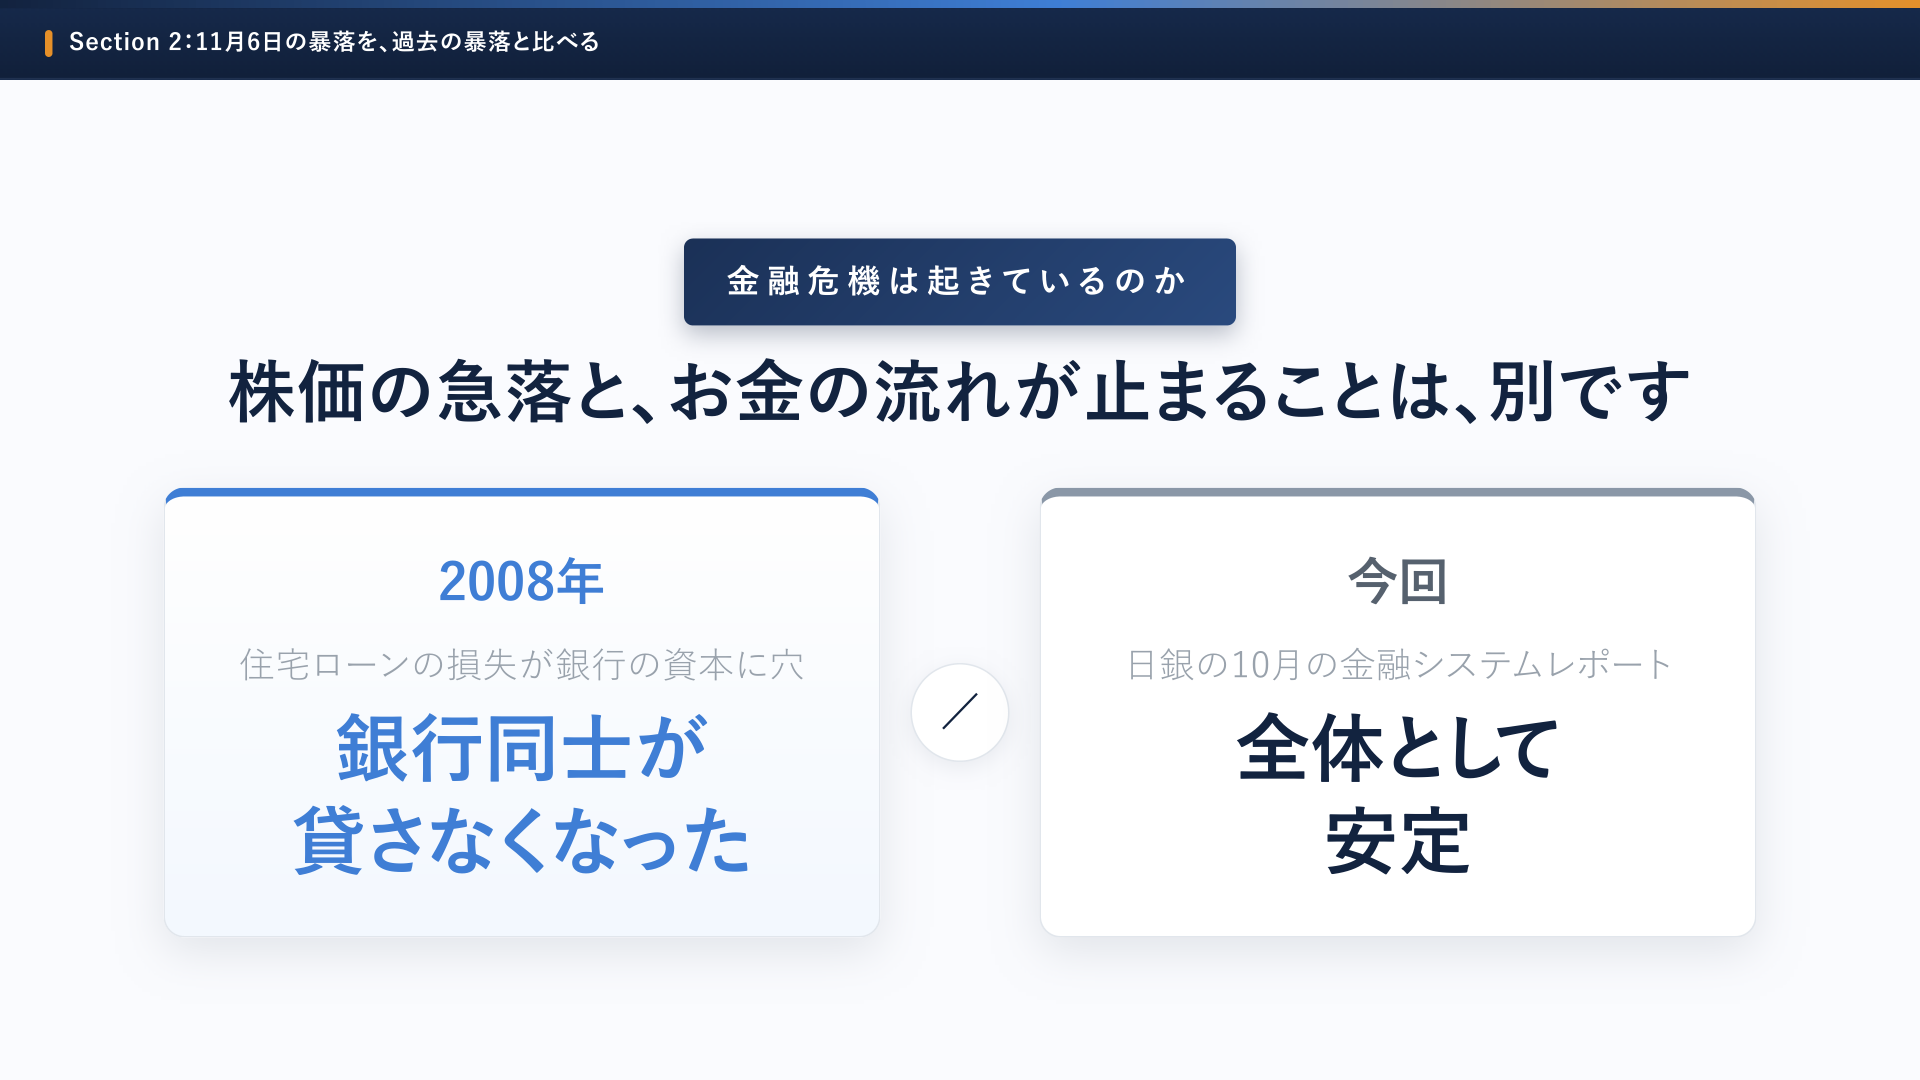 Section 2:11月6日の暴落を、過去の暴落と比べる
金融危機は起きているのか
株価の急落と、お金の流れが止まることは、別です
2008年
住宅ローンの損失が銀行の資本に穴
銀行同士が
貸さなくなった
／
今回
日銀の10月の金融システムレポート
全体として
安定